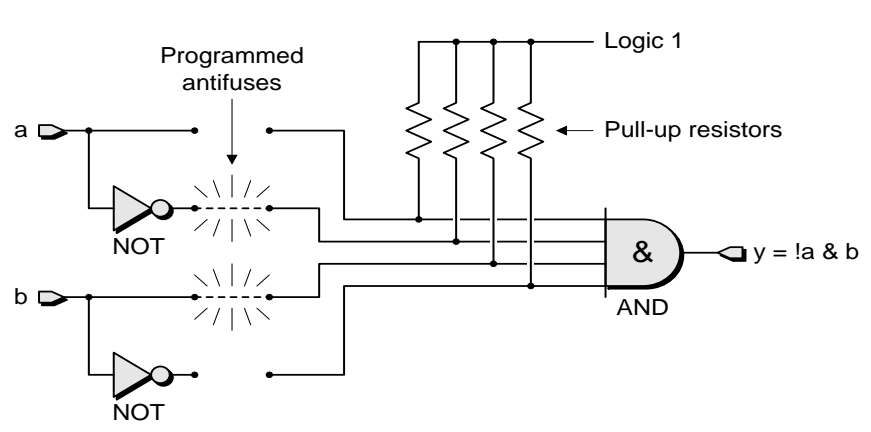 Logic 1
Programmed
antifuses
Pull-up resistors
a
NOT
&
y = !a & b
b
AND
NOT